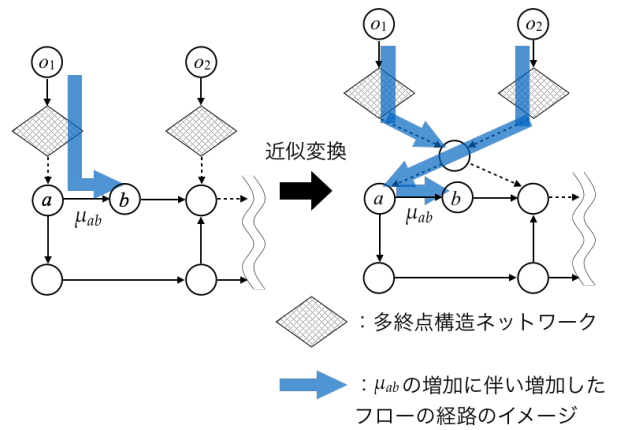 o1
o2
a
b
μab
近似変換
o1
o2
a
b
μab
：多終点構造ネットワーク
：μabの増加に伴い増加した
フローの経路のイメージ